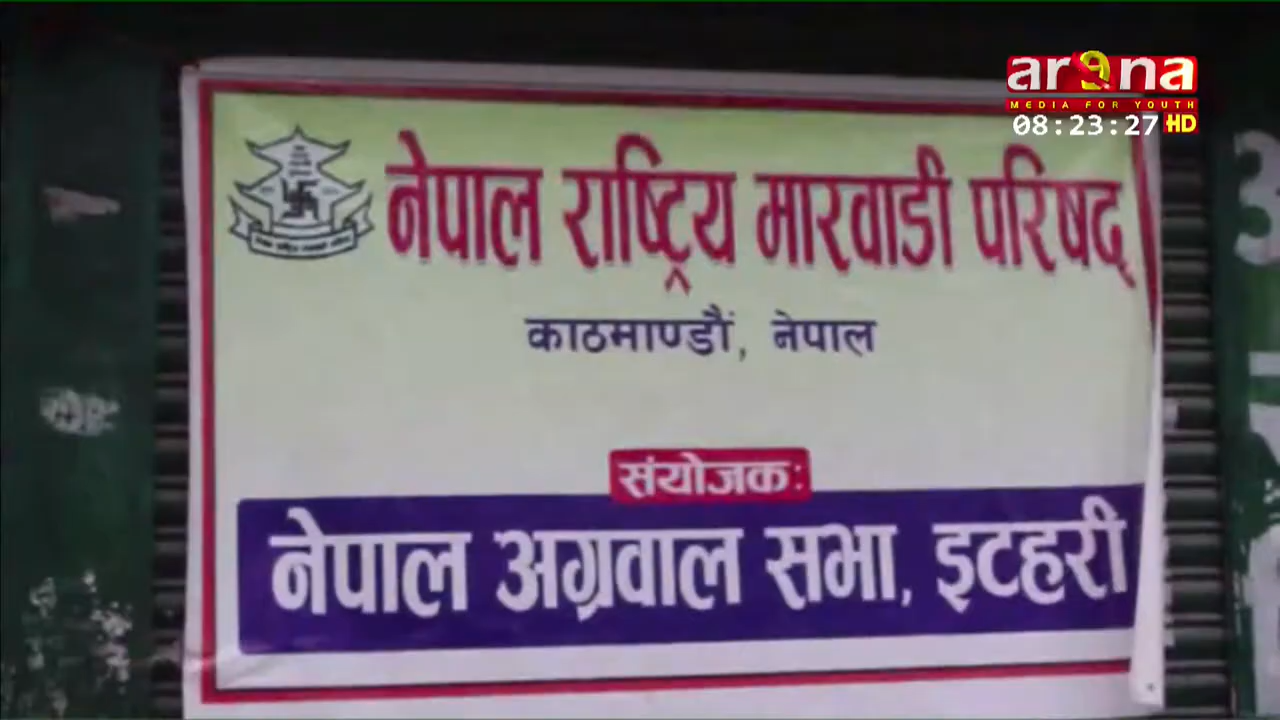 arena
MEDIA FOR YOUTH
08:23:27 HD
नेपाल राष्ट्रिय मारवाडी परिषद्
काठमाण्डौं, नेपाल
संयोजकः
नेपाल अग्रवाल सभा, इटहरी